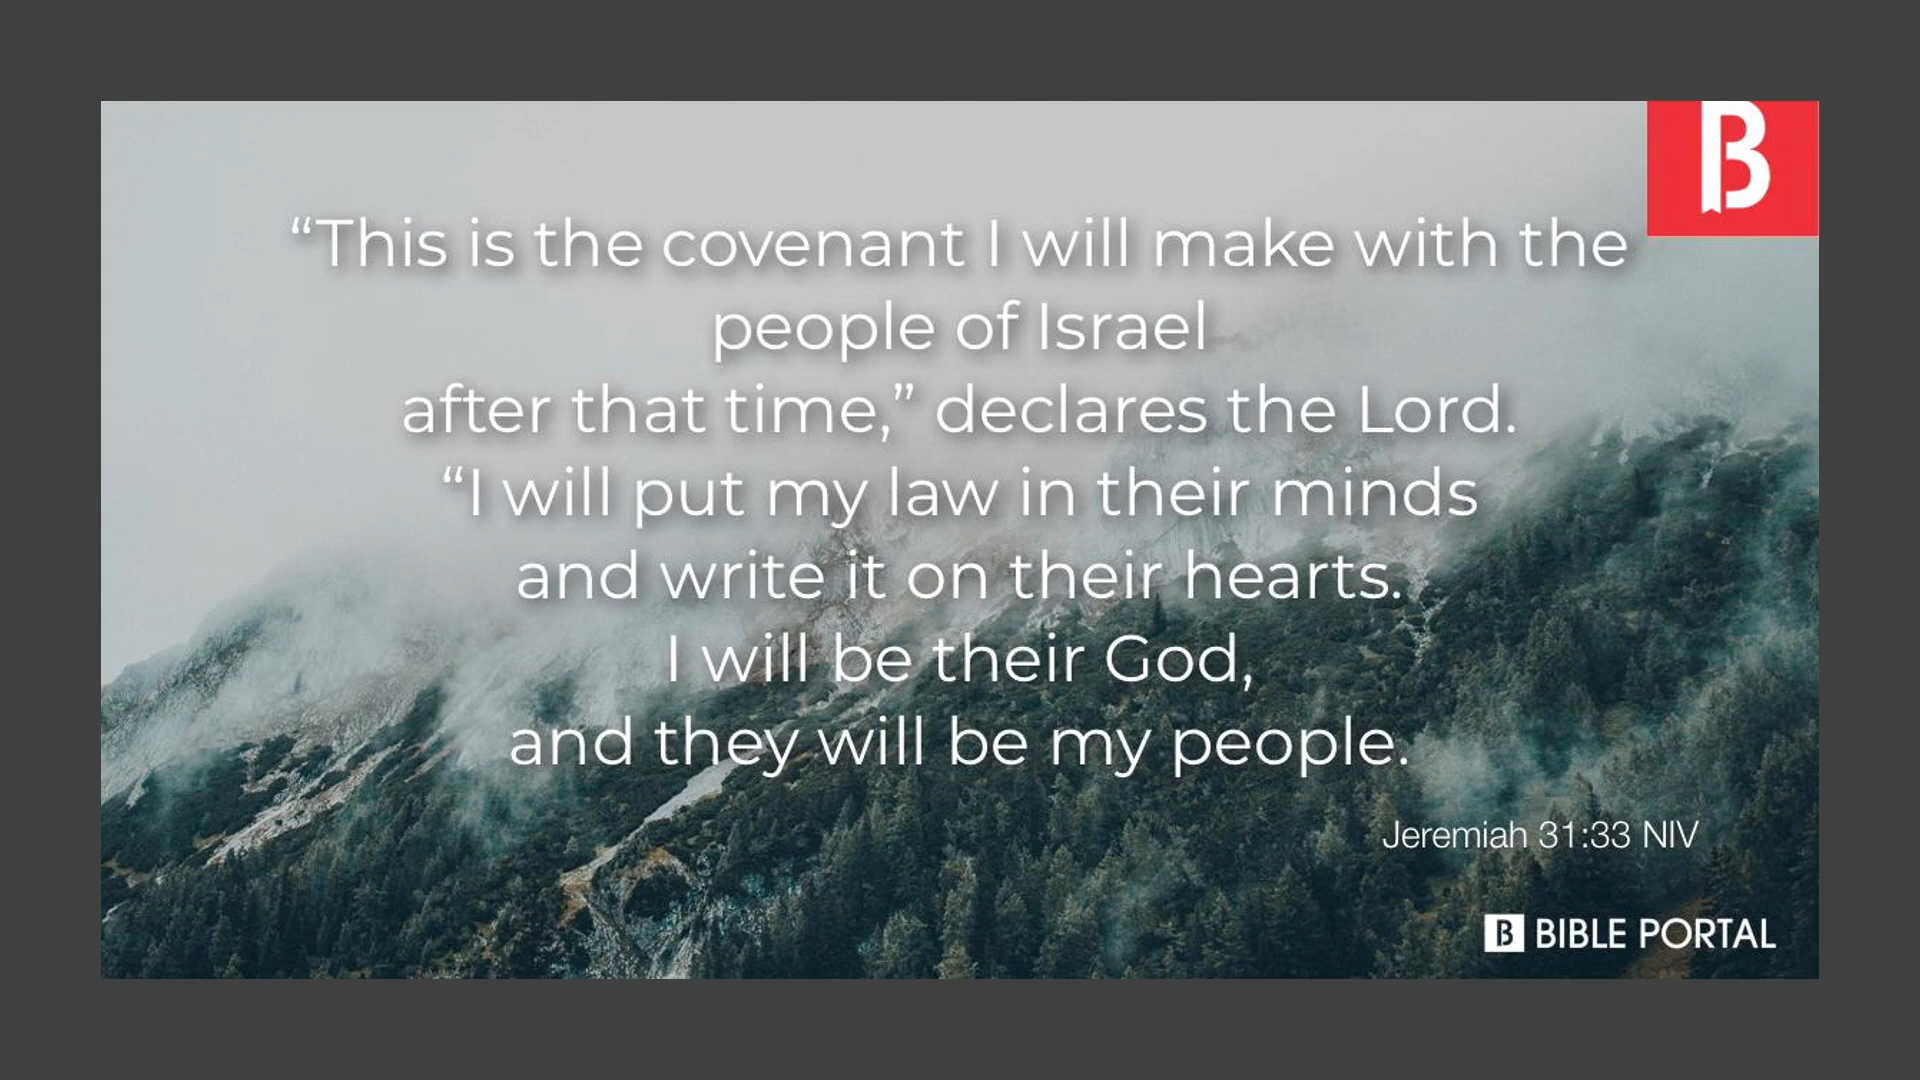 B
“This is the covenant I will make with the
people of Israel
after that time,” declares the Lord.
“I will put my law in their minds
and write it on their hearts.
I will be their God,
and they will be my people.
Jeremiah 31:33 NIV
B BIBLE PORTAL